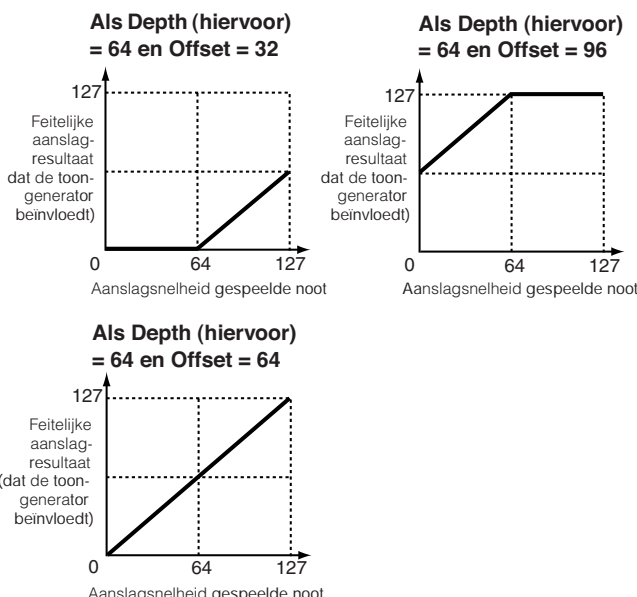 Als Depth (hiervoor)
= 64 en Offset = 32
127
Feitelijke
aanslag-
resultaat
dat de toon-
generator
beïnvloedt)
0
64
127
Aanslagsnelheid gespeelde noot
Als Depth (hiervoor)
= 64 en Offset = 96
127
Feitelijke
aanslag-
resultaat
dat de toon-
generator
beïnvloedt)
0
64
127
Aanslagsnelheid gespeelde noot
Als Depth (hiervoor)
= 64 en Offset = 64
127
Feitelijke
aanslag-
resultaat
(dat de toon-
generator
beïnvloedt)
0
64
127
Aanslagsnelheid gespeelde noot